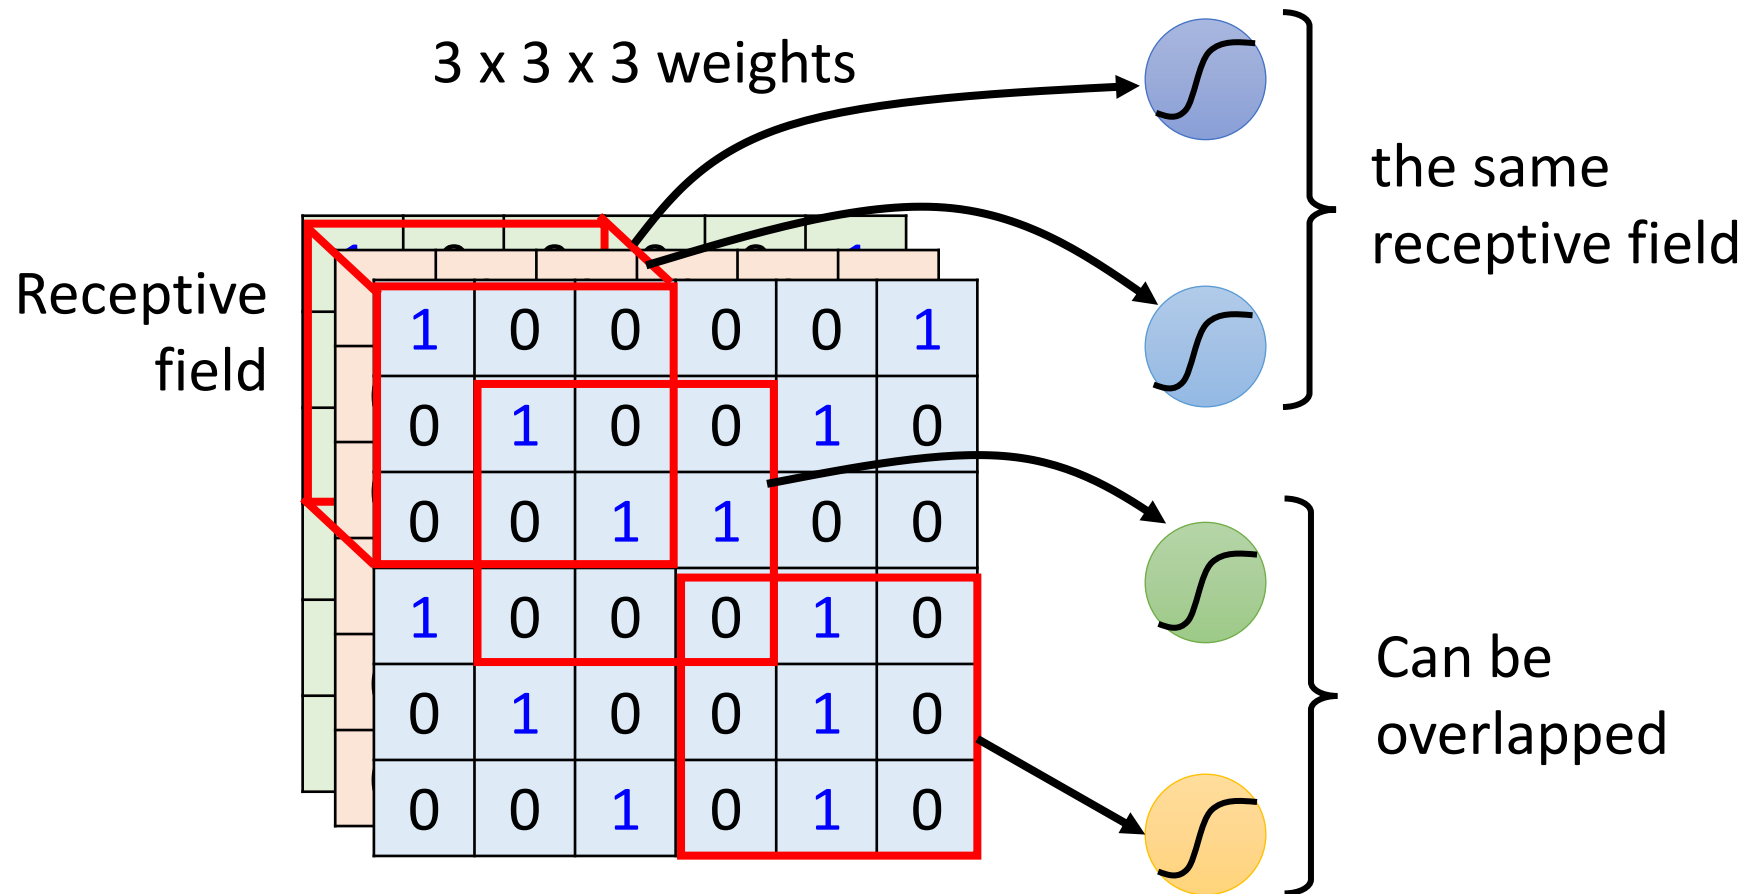 3 x 3 x 3 weights
the same
receptive field
Receptive
field
1 0 0 0 0 1
0 1 0 0 1 0
0 0 1 1 0 0
1 0 0 0 1 0
0 1 0 0 1 0
0 0 1 0 1 0
Can be
overlapped